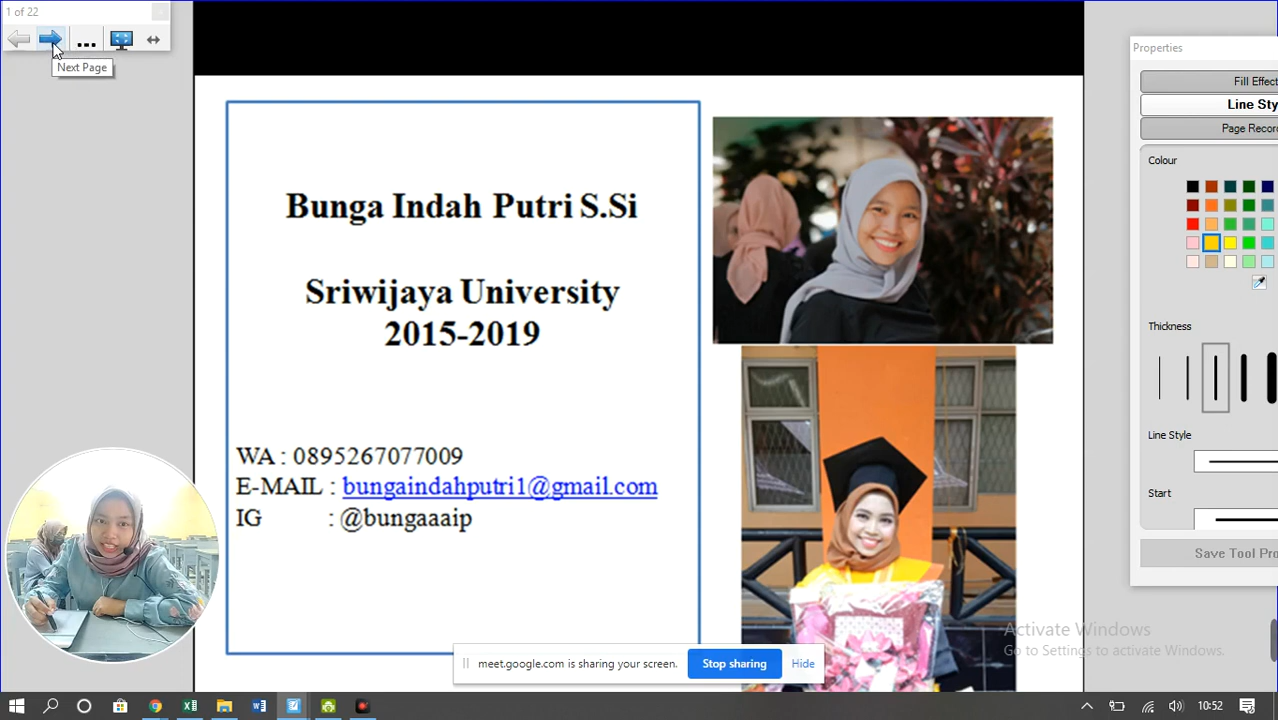 1 of 22
Properties
Next Page
Fill Effect
Line Sty
Page Recor
Colour
Bunga Indah Putri S.Si
Sriwijaya University
2015-2019
WA : 0895267077009
E-MAIL : bungaindahputri1@gmail.com
IG : @bungaaaip
Thickness
Line Style
Start
Save Tool Pro
Activate Windows
Go to Settings to activate Windows.
meet.google.com is sharing your screen.
Stop sharing
Hide
10:52